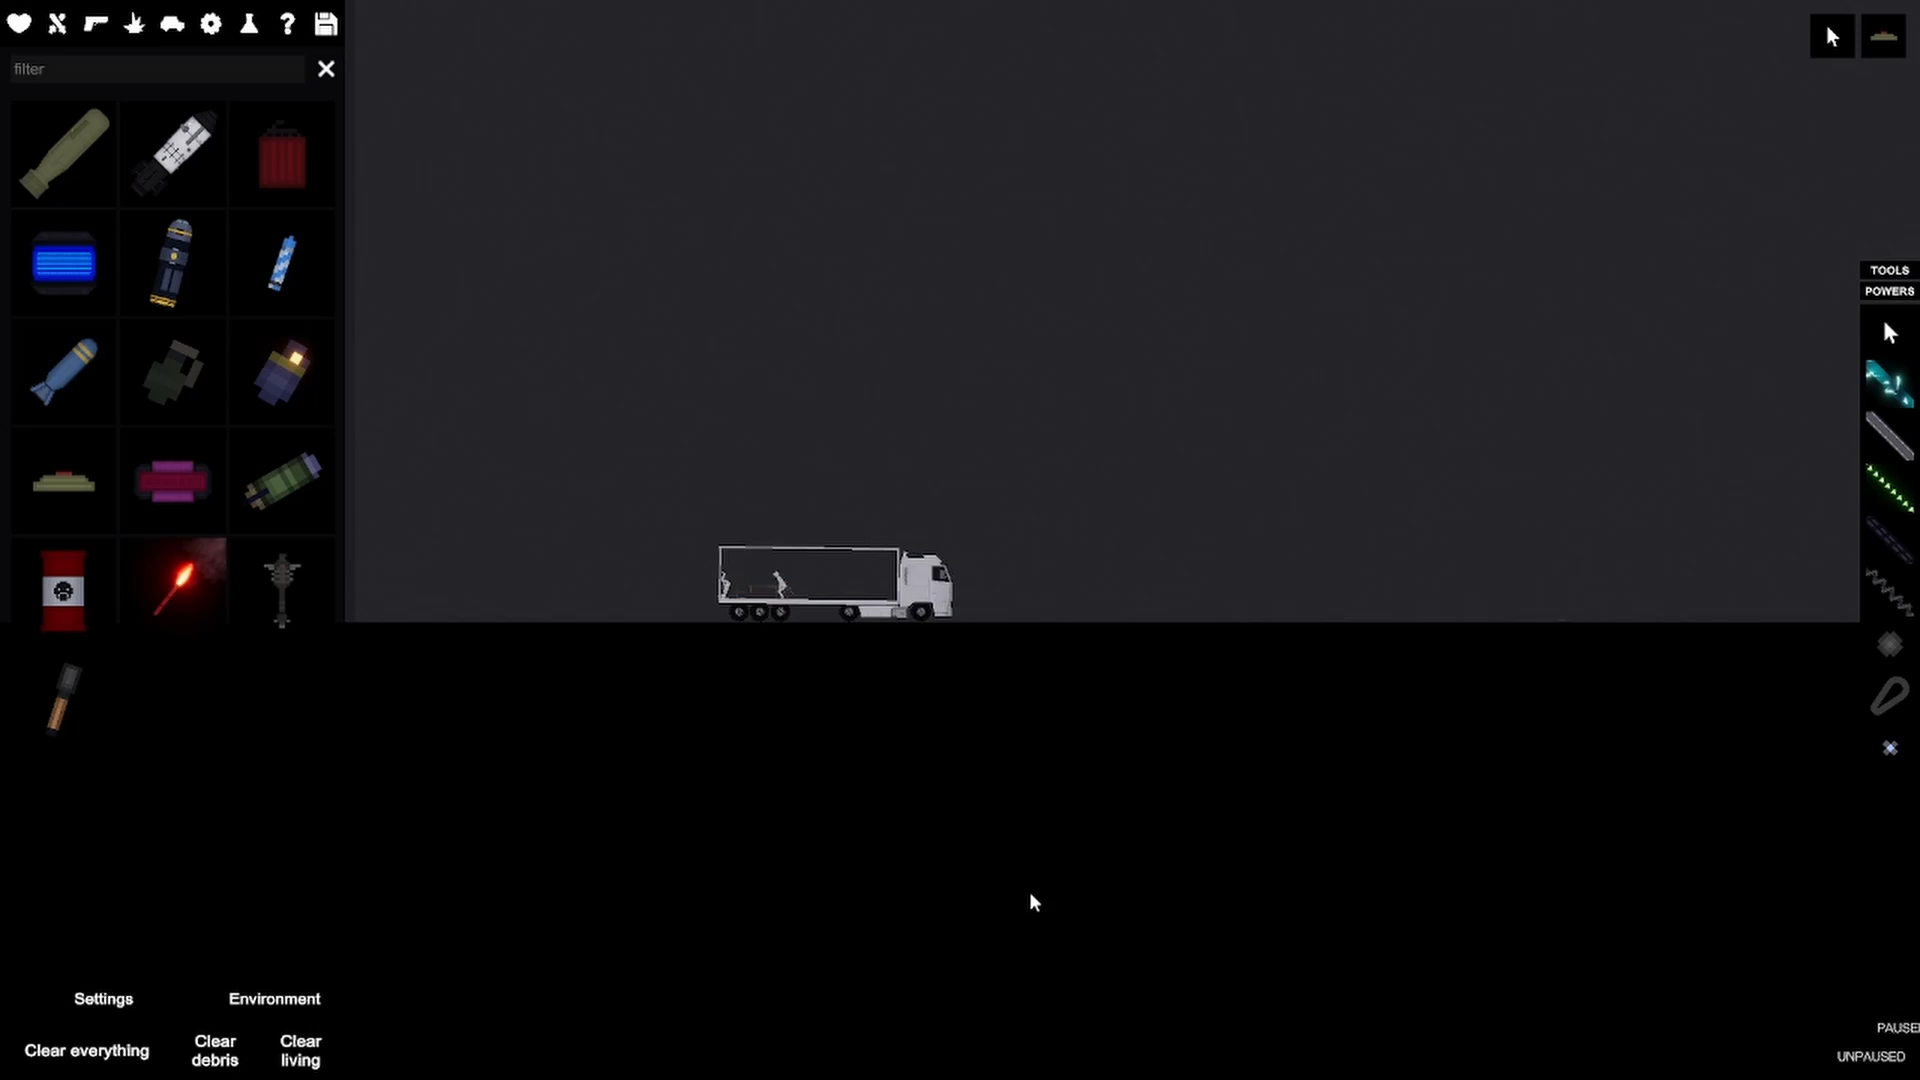 filter
TOOLS
POWERS
Settings
Environment
Clear everything
Clear
debris
Clear
living
PAUSE
UNPAUSED